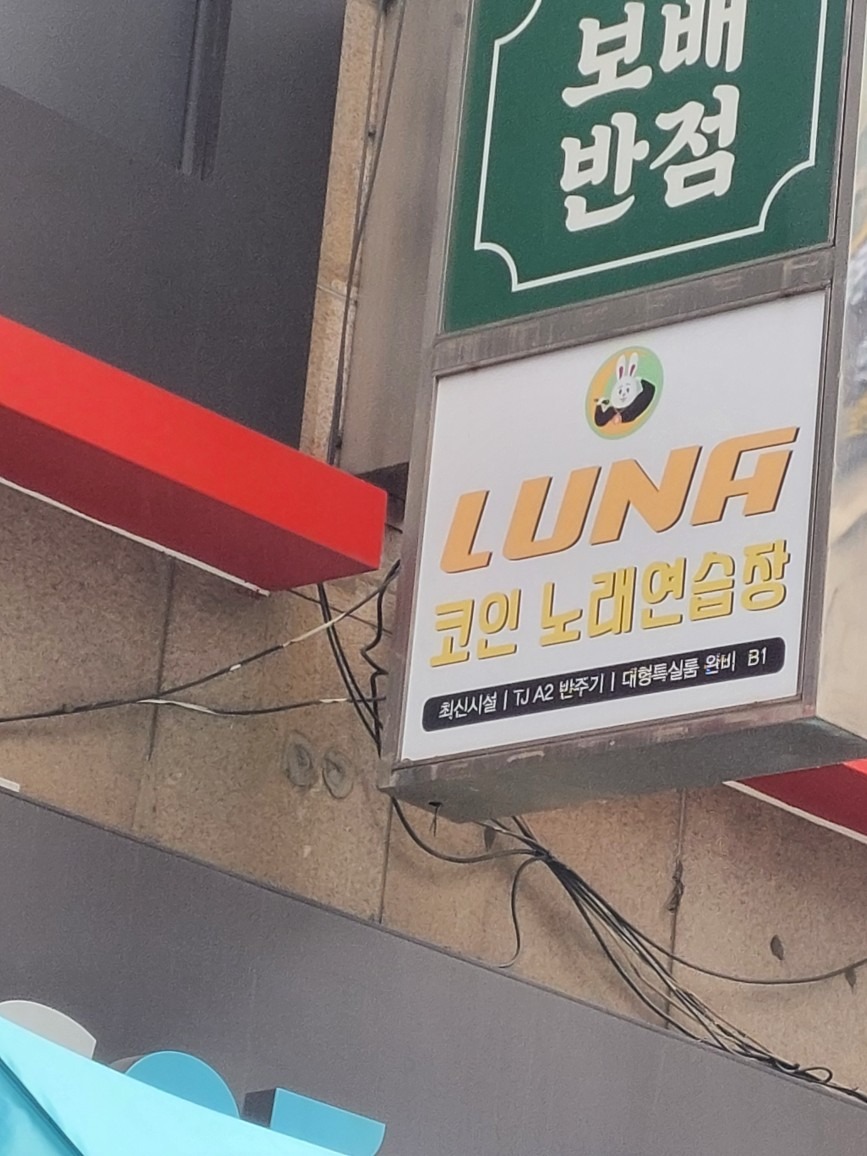 보배
반점
LUNA
코인 노래연습장
최신시설 | TJ A2 반주기 | 대형특실룸 완비 B1